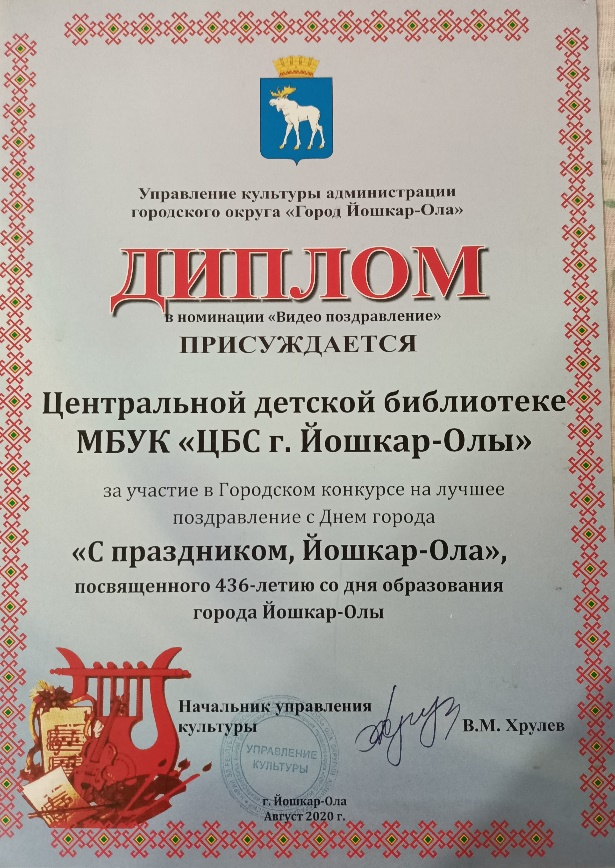 Управление культуры администрации
городского округа «Город Йошкар-Ола»
ДИПЛОМ
в номинации «Видео поздравление»
ПРИСУЖДАЕТСЯ
Центральной детской библиотеке
МБУК «ЦБС г. Йошкар-Олы»
за участие в Городском конкурсе на лучшее
поздравление с Днем города
«С праздником, Йошкар-Ола»,
посвященного 436-летию со дня образования
города Йошкар-Олы
Начальник управления
культуры
В.М. Хрулев
УПРАВЛЕНИЕ
КУЛЬТУРЫ
г. Йошкар-Ола
Август 2020 г.